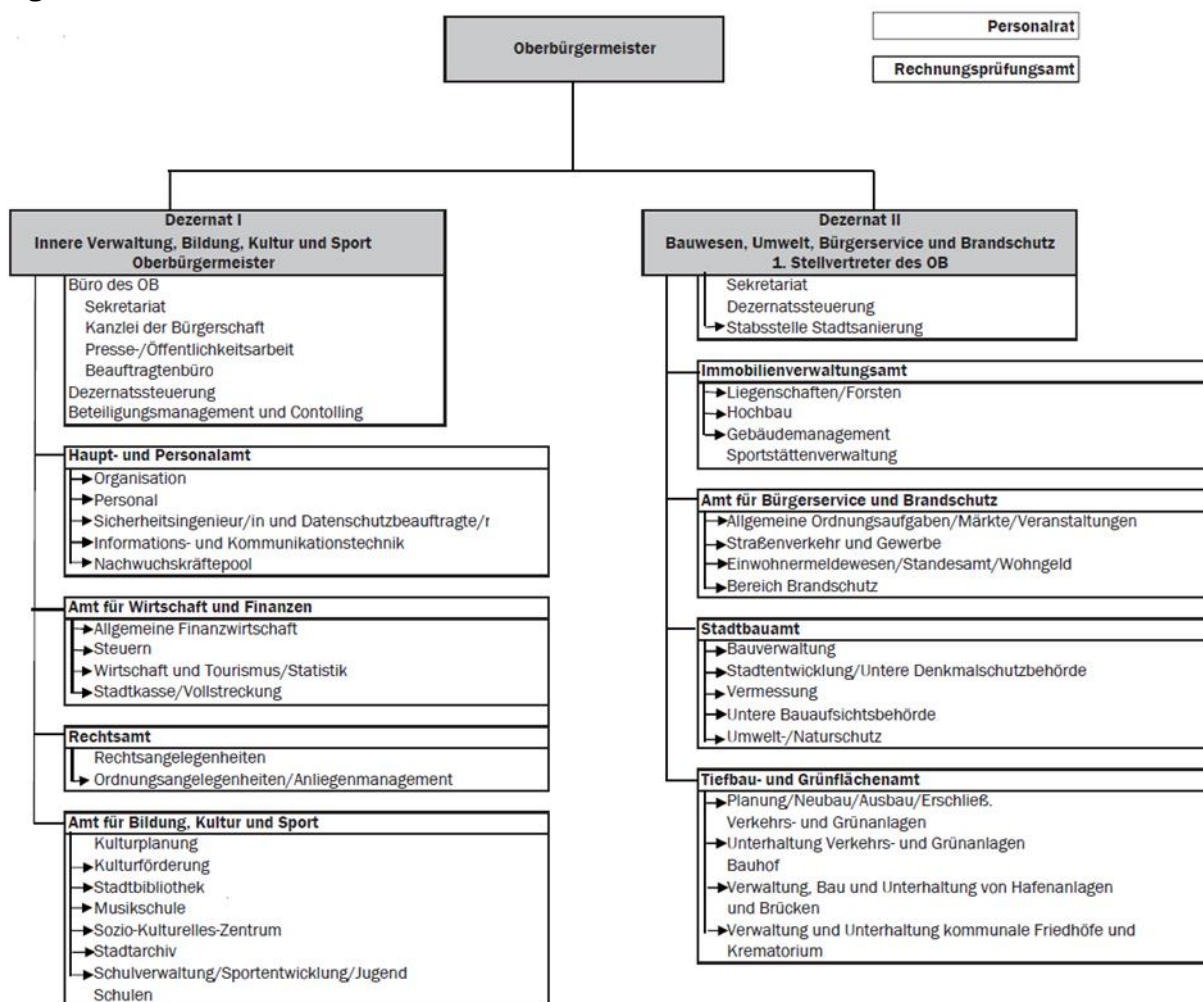 Oberbürgermeister
Personalrat
Rechnungsprüfungsamt
Dezernat I
Innere Verwaltung, Bildung, Kultur und Sport
Oberbürgermeister
Büro des OB
Sekretariat
Kanzlei der Bürgerschaft
Presse-/Öffentlichkeitsarbeit
Beauftragtenbüro
Dezernatssteuerung
Beteiligungsmanagement und Contolling
Haupt- und Personalamt
Organisation
Personal
Sicherheitsingenieur/in und Datenschutzbeauftragte/r
Informations- und Kommunikationstechnik
Nachwuchskräftepool
Amt für Wirtschaft und Finanzen
Allgemeine Finanzwirtschaft
Steuern
Wirtschaft und Tourismus/Statistik
Stadtkasse/Vollstreckung
Rechtsamt
Rechtsangelegenheiten
Ordnungsangelegenheiten/Anliegenmanagement
Amt für Bildung, Kultur und Sport
Kulturplanung
Kulturförderung
Stadtbibliothek
Musikschule
Sozio-Kulturelles-Zentrum
Stadtarchiv
Schulverwaltung/Sportentwicklung/Jugend
Schulen
Dezernat II
Bauwesen, Umwelt, Bürgerservice und Brandschutz
1. Stellvertreter des OB
Sekretariat
Dezernatssteuerung
Stabsstelle Stadtsanierung
Immobilienverwaltungsamt
Liegenschaften/Forsten
Hochbau
Gebäudemanagement
Sportstättenverwaltung
Amt für Bürgerservice und Brandschutz
Allgemeine Ordnungsaufgaben/Märkte/Veranstaltungen
Straßenverkehr und Gewerbe
Einwohnermeldewesen/Standesamt/Wohngeld
Bereich Brandschutz
Stadtbauamt
Bauverwaltung
Stadtentwicklung/Untere Denkmalschutzbehörde
Vermessung
Untere Bauaufsichtsbehörde
Umwelt-/Naturschutz
Tiefbau- und Grünflächenamt
Planung/Neubau/Ausbau/Erschließ.
Verkehrs- und Grünanlagen
Unterhaltung Verkehrs- und Grünanlagen
Bauhof
Verwaltung, Bau und Unterhaltung von Hafenanlagen
und Brücken
Verwaltung und Unterhaltung kommunale Friedhöfe und
Krematorium